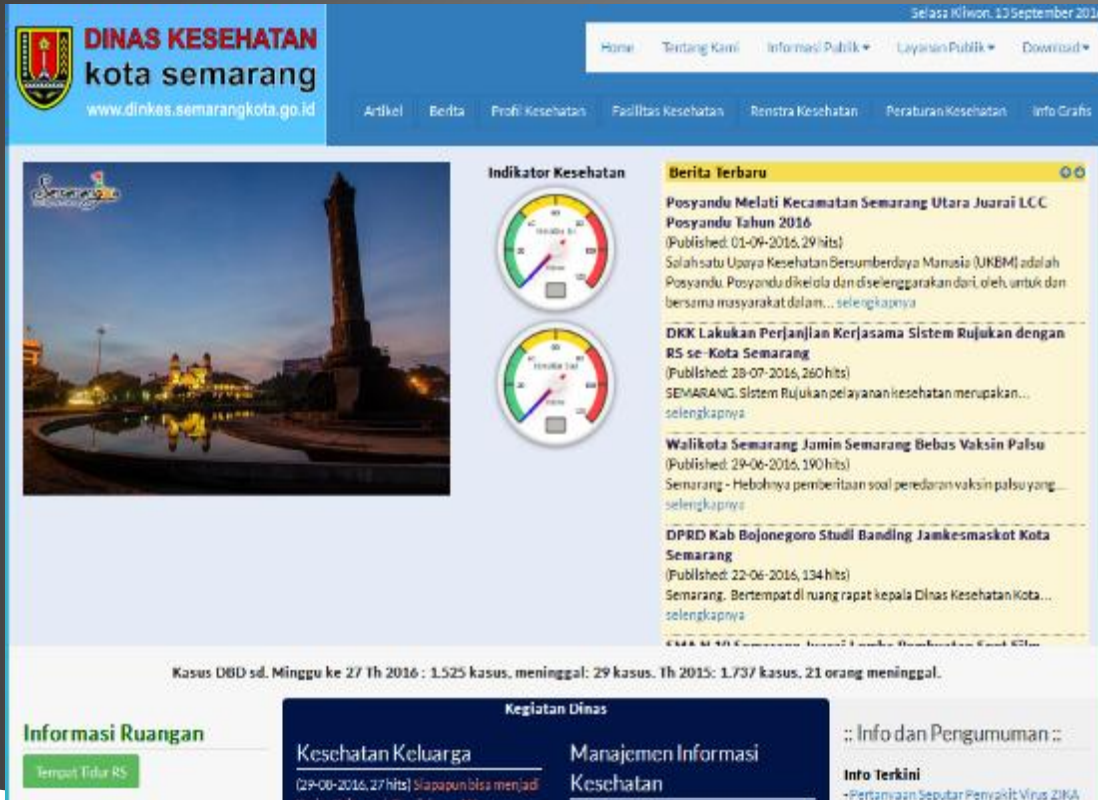 Selasa Kliwon, 13 September 201
DINAS KESEHATAN
kota semarang
www.dinkes.semarangkota.go.id
Home Tentang Kami Informasi Publik Layanan Publik Download
Artikel Berita Profil Kesehatan Fasilitas Kesehatan Renstra Kesehatan Peraturan Kesehatan Info Grafis
Semarang
Indikator Kesehatan
Berita Terbaru
Posyandu Melati Kecamatan Semarang Utara Juarai LCC
Posyandu Tahun 2016
(Published: 01-09-2016, 29 hits)
Salah satu Upaya Kesehatan Bersumberdaya Manusia (UKBM) adalah
Posyandu. Posyandu dikelola dan diselenggarakan dari, oleh, untuk dan
bersama masyarakat dalam... selengkapnya
DKK Lakukan Perjanjian Kerjasama Sistem Rujukan dengan
RS se-Kota Semarang
(Published: 28-07-2016, 260 hits)
SEMARANG. Sistem Rujukan pelayanan kesehatan merupakan...
selengkapnya
Walikota Semarang Jamin Semarang Bebas Vaksin Palsu
(Published: 29-06-2016, 190 hits)
Semarang - Hebohnya pemberitaan soal peredaran vaksin palsu yang...
selengkapnya
DPRD Kab Bojonegoro Studi Banding Jamkesmaskot Kota
Semarang
(Published: 22-06-2016, 134 hits)
Semarang. Bertempat di ruang rapat kepala Dinas Kesehatan Kota...
selengkapnya
Kasus DBD sd. Minggu ke 27 Th 2016 : 1.525 kasus, meninggal: 29 kasus. Th 2015: 1.737 kasus, 21 orang meninggal.
Informasi Ruangan
Tempat Tidur RS
Kegiatan Dinas
Kesehatan Keluarga
(29-08-2016, 27 hits) Siapapun bisa menjadi
Manajemen Informasi
Kesehatan
:: Info dan Pengumuman ::
Info Terkini
-Pertanyaan Seputar Penyakit Virus ZIKA